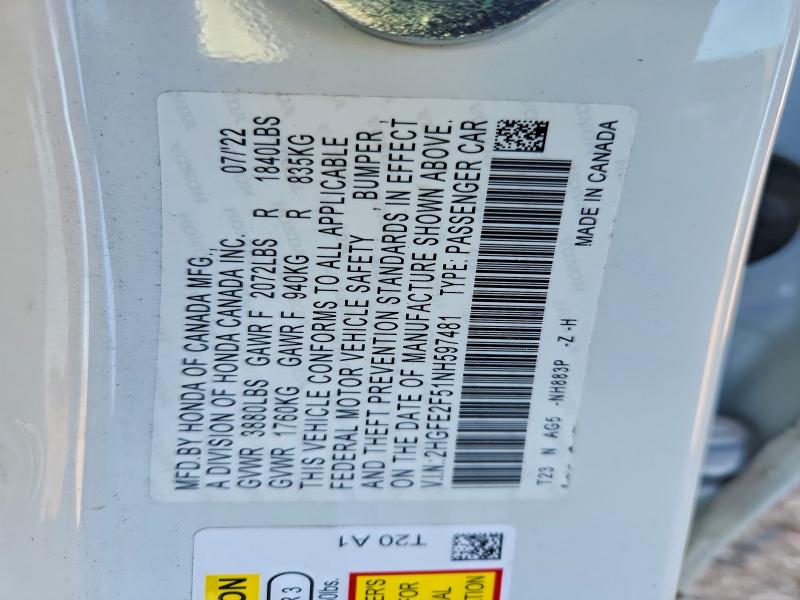 MFD.BY HONDA OF CANADA MFG.,
A DIVISION OF HONDA CANADA INC. 07/'22
GVWR 3880LBS GAWR F 2072LBS R 1840LBS
GVWR 1760KG GAWR F 940KG R 835KG
THIS VEHICLE CONFORMS TO ALL APPLICABLE
FEDERAL MOTOR VEHICLE SAFETY , BUMPER ,
AND THEFT PREVENTION STANDARDS IN EFFECT
ON THE DATE OF MANUFACTURE SHOWN ABOVE.
V.I.N.:2HGFE2F51NH597481 TYPE: PASSENGER CAR
T23 N AG5 -NH883P -Z -H
MADE IN CANADA
T20 A1